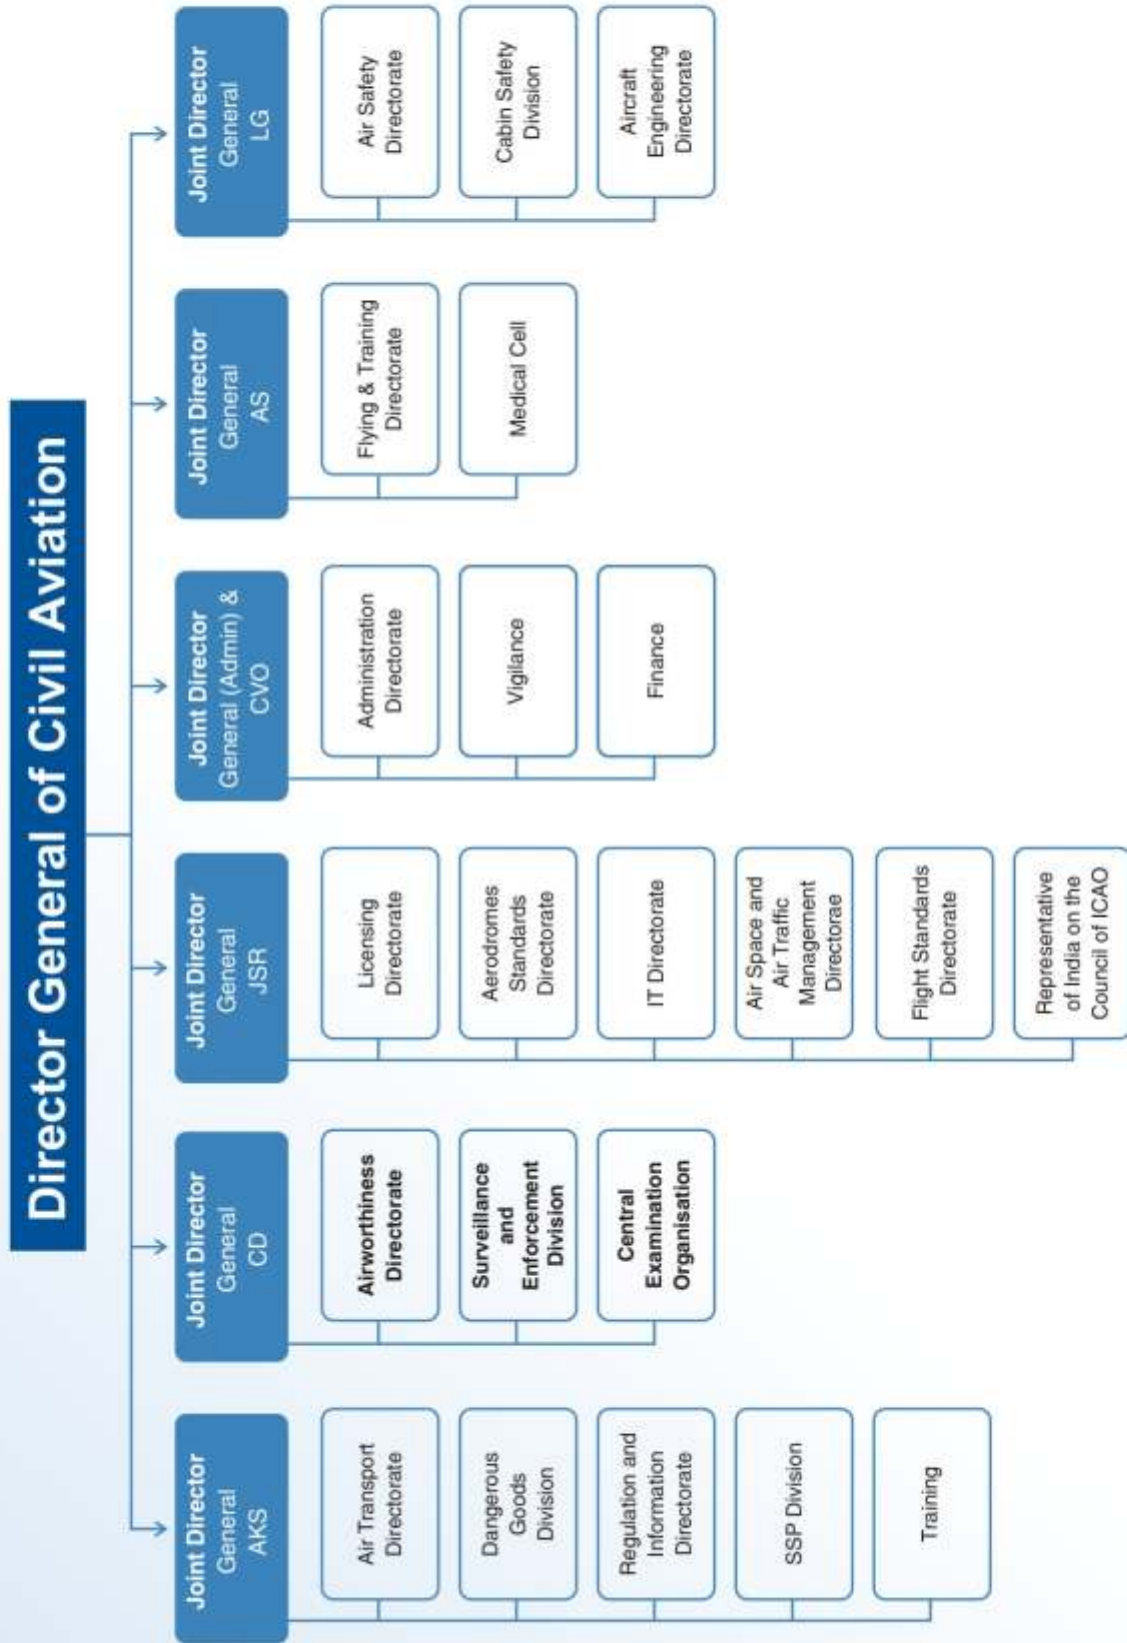 Director General of Civil Aviation
Joint Director
General
AKS
Air Transport
Directorate
Dangerous
Goods
Division
Regulation and
Information
Directorate
SSP Division
Training
Joint Director
General
CD
Airworthiness
Directorate
Surveillance
and
Enforcement
Division
Central
Examination
Organisation
Joint Director
General
JSR
Licensing
Directorate
Aerodromes
Standards
Directorate
IT Directorate
Air Space and
Air Traffic
Management
Directorae
Flight Standards
Directorate
Representative
of India on the
Council of ICAO
Joint Director
General (Admin) &
CVO
Administration
Directorate
Vigilance
Finance
Joint Director
General
AS
Flying & Training
Directorate
Medical Cell
Joint Director
General
LG
Air Safety
Directorate
Cabin Safety
Division
Aircraft
Engineering
Directorate